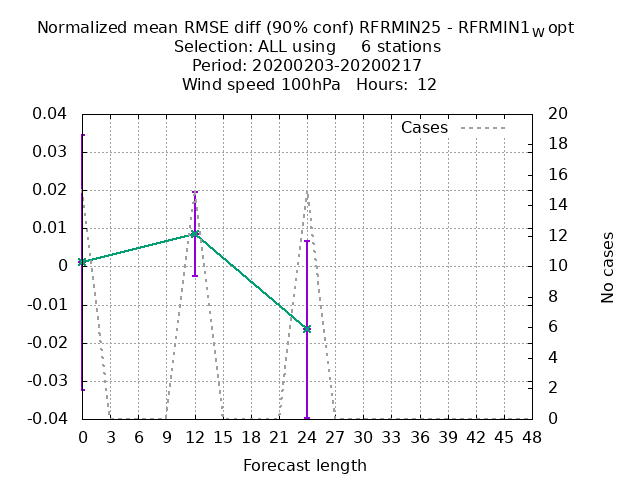 Normalized mean RMSE diff (90% conf) RFRMIN25 - RFRMIN1wopt
Selection: ALL using 6 stations
Period: 20200203-20200217
Wind speed 100hPa Hours: 12
Cases
0.04
0.03
0.02
0.01
0
-0.01
-0.02
-0.03
-0.04
20
18
16
14
12
10
8
6
4
2
0
No cases
0 3 6 9 12 15 18 21 24 27 30 33 36 39 42 45 48
Forecast length